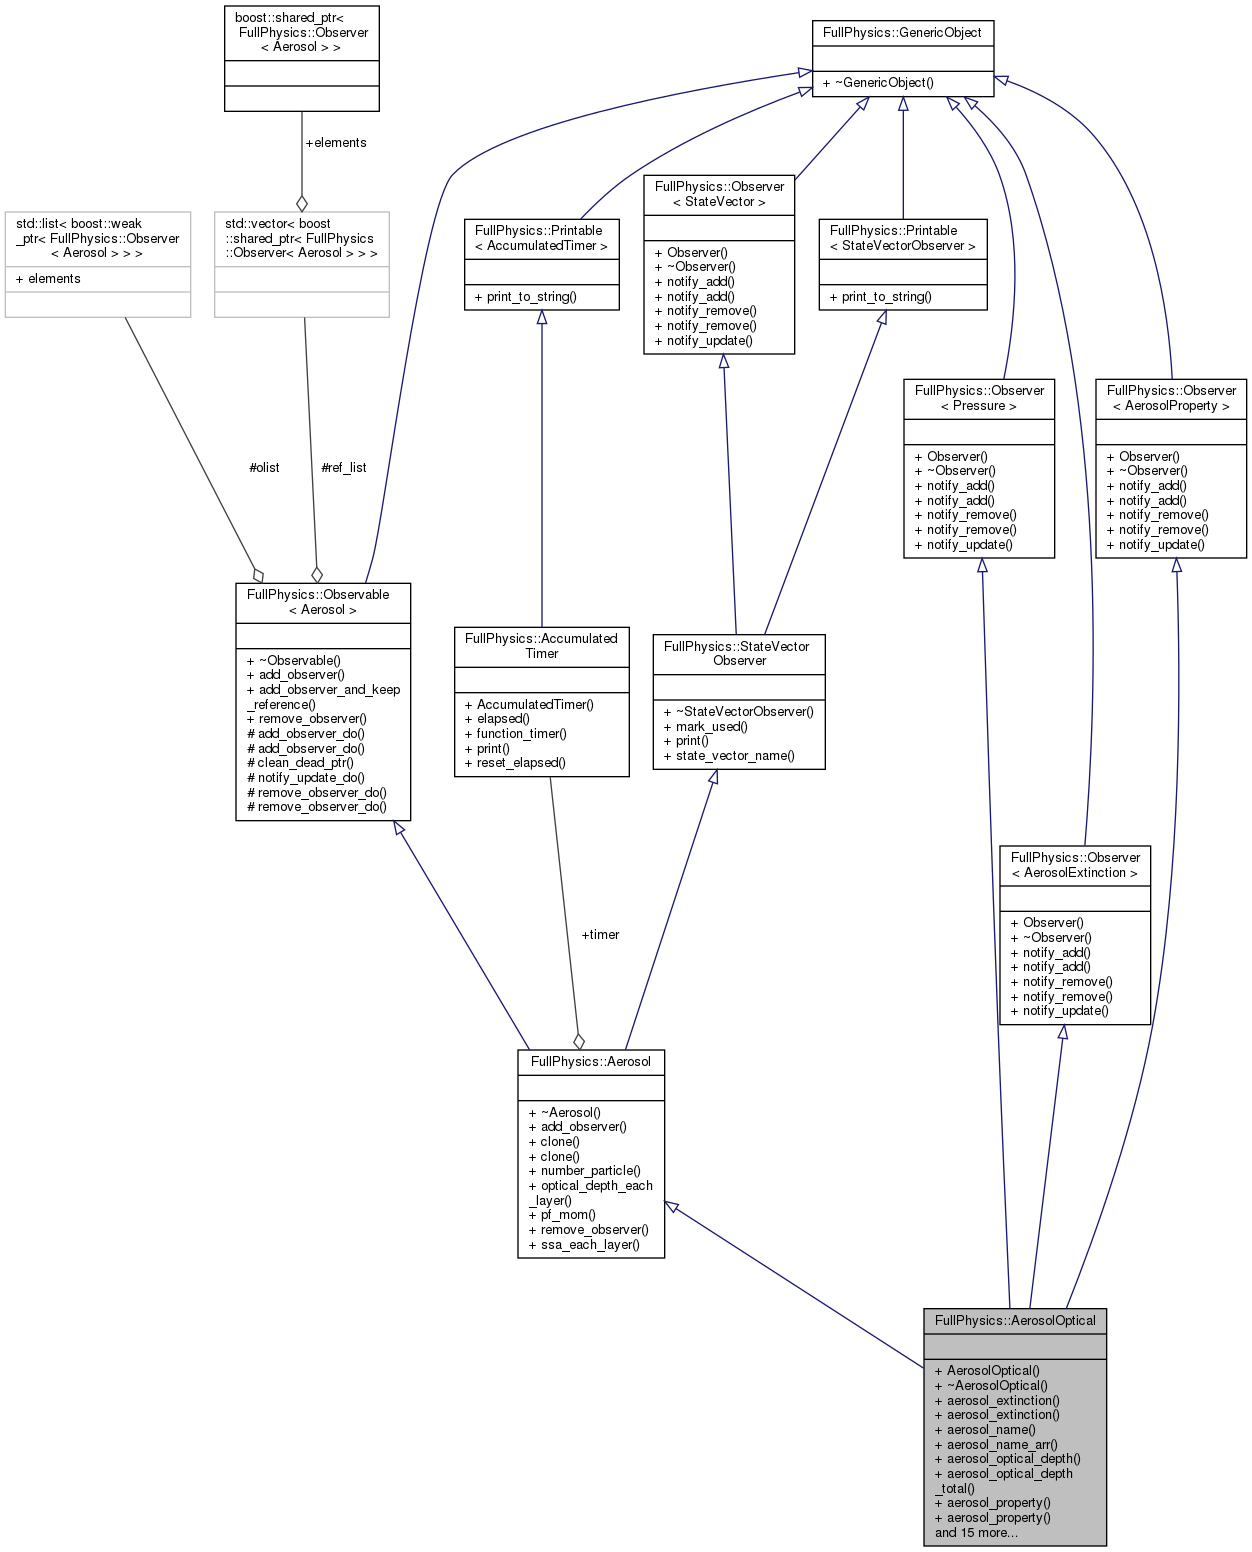 boost::shared_ptr<
FullPhysics::Observer
< Aerosol > >
FullPhysics::GenericObject
+ ~GenericObject()
+elements
std::list< boost::weak
_ptr< FullPhysics::Observer
< Aerosol > > >
+ elements
std::vector< boost
::shared_ptr< FullPhysics
::Observer< Aerosol > > >
FullPhysics::Printable
< AccumulatedTimer >
+ print_to_string()
FullPhysics::Observer
< StateVector >
+ Observer()
+ ~Observer()
+ notify_add()
+ notify_add()
+ notify_remove()
+ notify_remove()
+ notify_update()
FullPhysics::Printable
< StateVectorObserver >
+ print_to_string()
FullPhysics::Observer
< Pressure >
+ Observer()
+ ~Observer()
+ notify_add()
+ notify_add()
+ notify_remove()
+ notify_remove()
+ notify_update()
FullPhysics::Observer
< AerosolProperty >
+ Observer()
+ ~Observer()
+ notify_add()
+ notify_add()
+ notify_remove()
+ notify_remove()
+ notify_update()
#olist
#ref_list
FullPhysics::Observable
< Aerosol >
+ ~Observable()
+ add_observer()
+ add_observer_and_keep
_reference()
+ remove_observer()
# add_observer_do()
# add_observer_do()
# clean_dead_ptr()
# notify_update_do()
# remove_observer_do()
# remove_observer_do()
FullPhysics::Accumulated
Timer
+ AccumulatedTimer()
+ elapsed()
+ function_timer()
+ print()
+ reset_elapsed()
FullPhysics::StateVector
Observer
+ ~StateVectorObserver()
+ mark_used()
+ print()
+ state_vector_name()
FullPhysics::Observer
< AerosolExtinction >
+ Observer()
+ ~Observer()
+ notify_add()
+ notify_add()
+ notify_remove()
+ notify_remove()
+ notify_update()
+timer
FullPhysics::Aerosol
+ ~Aerosol()
+ add_observer()
+ clone()
+ clone()
+ number_particle()
+ optical_depth_each
_layer()
+ pf_mom()
+ remove_observer()
+ ssa_each_layer()
FullPhysics::AerosolOptical
+ AerosolOptical()
+ ~AerosolOptical()
+ aerosol_extinction()
+ aerosol_extinction()
+ aerosol_name()
+ aerosol_name_arr()
+ aerosol_optical_depth()
+ aerosol_optical_depth
_total()
+ aerosol_property()
+ aerosol_property()
and 15 more...